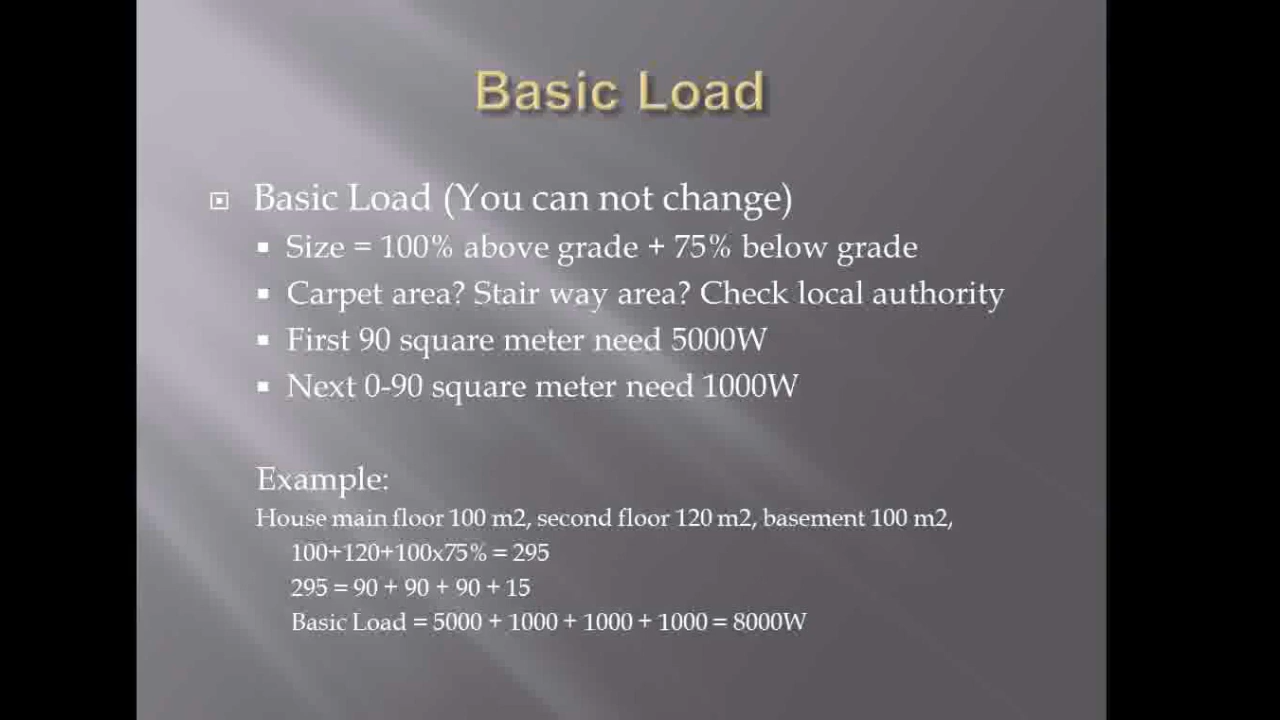 Basic Load
Basic Load (You can not change)
Size = 100% above grade + 75% below grade
Carpet area? Stair way area? Check local authority
First 90 square meter need 5000W
Next 0-90 square meter need 1000W
Example:
House main floor 100 m2, second floor 120 m2, basement 100 m2,
100+120+100x75% = 295
295 = 90 + 90 + 90 + 15
Basic Load = 5000 + 1000 + 1000 + 1000 = 8000W